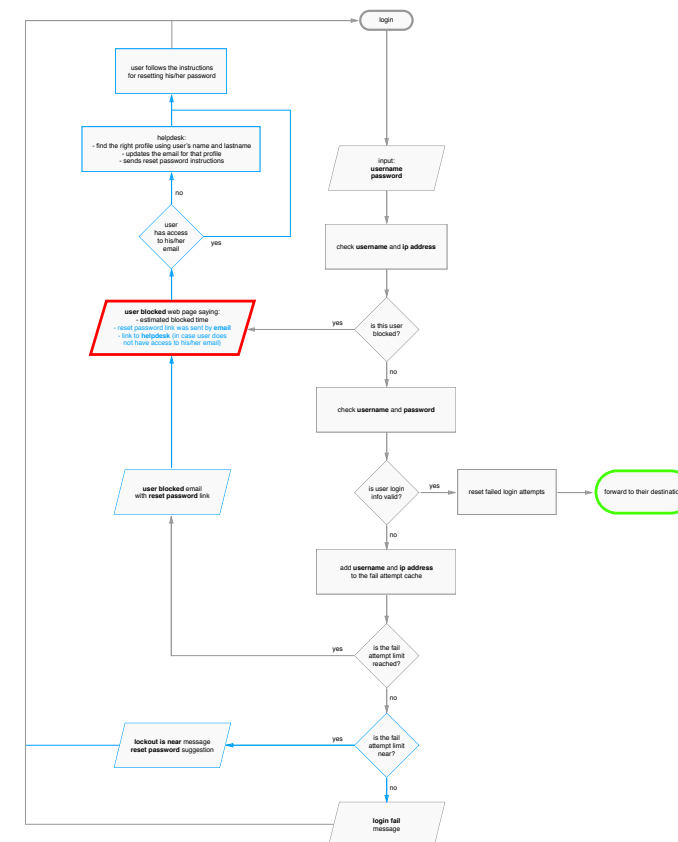 login
user follows the instructions
for resetting his/her password
helpdesk:
- find the right profile using user's name and lastname
- updates the email for that profile
- sends reset password instructions
input:
username
password
no
user
has access
to his/her
email
yes
check username and ip address
user blocked web page saying:
- estimated blocked time
- reset password link was sent by email
- link to helpdesk (in case user does
not have access to his/her email)
yes
is this user
blocked?
no
check username and password
user blocked email
with reset password link
is user login
info valid?
yes
reset failed login attempts
forward to their destinatic
no
add username and ip address
to the fail attempt cache
yes
is the fail
attempt limit
reached?
no
lockout is near message
reset password suggestion
yes
is the fail
attempt limit
near?
no
login fail
message